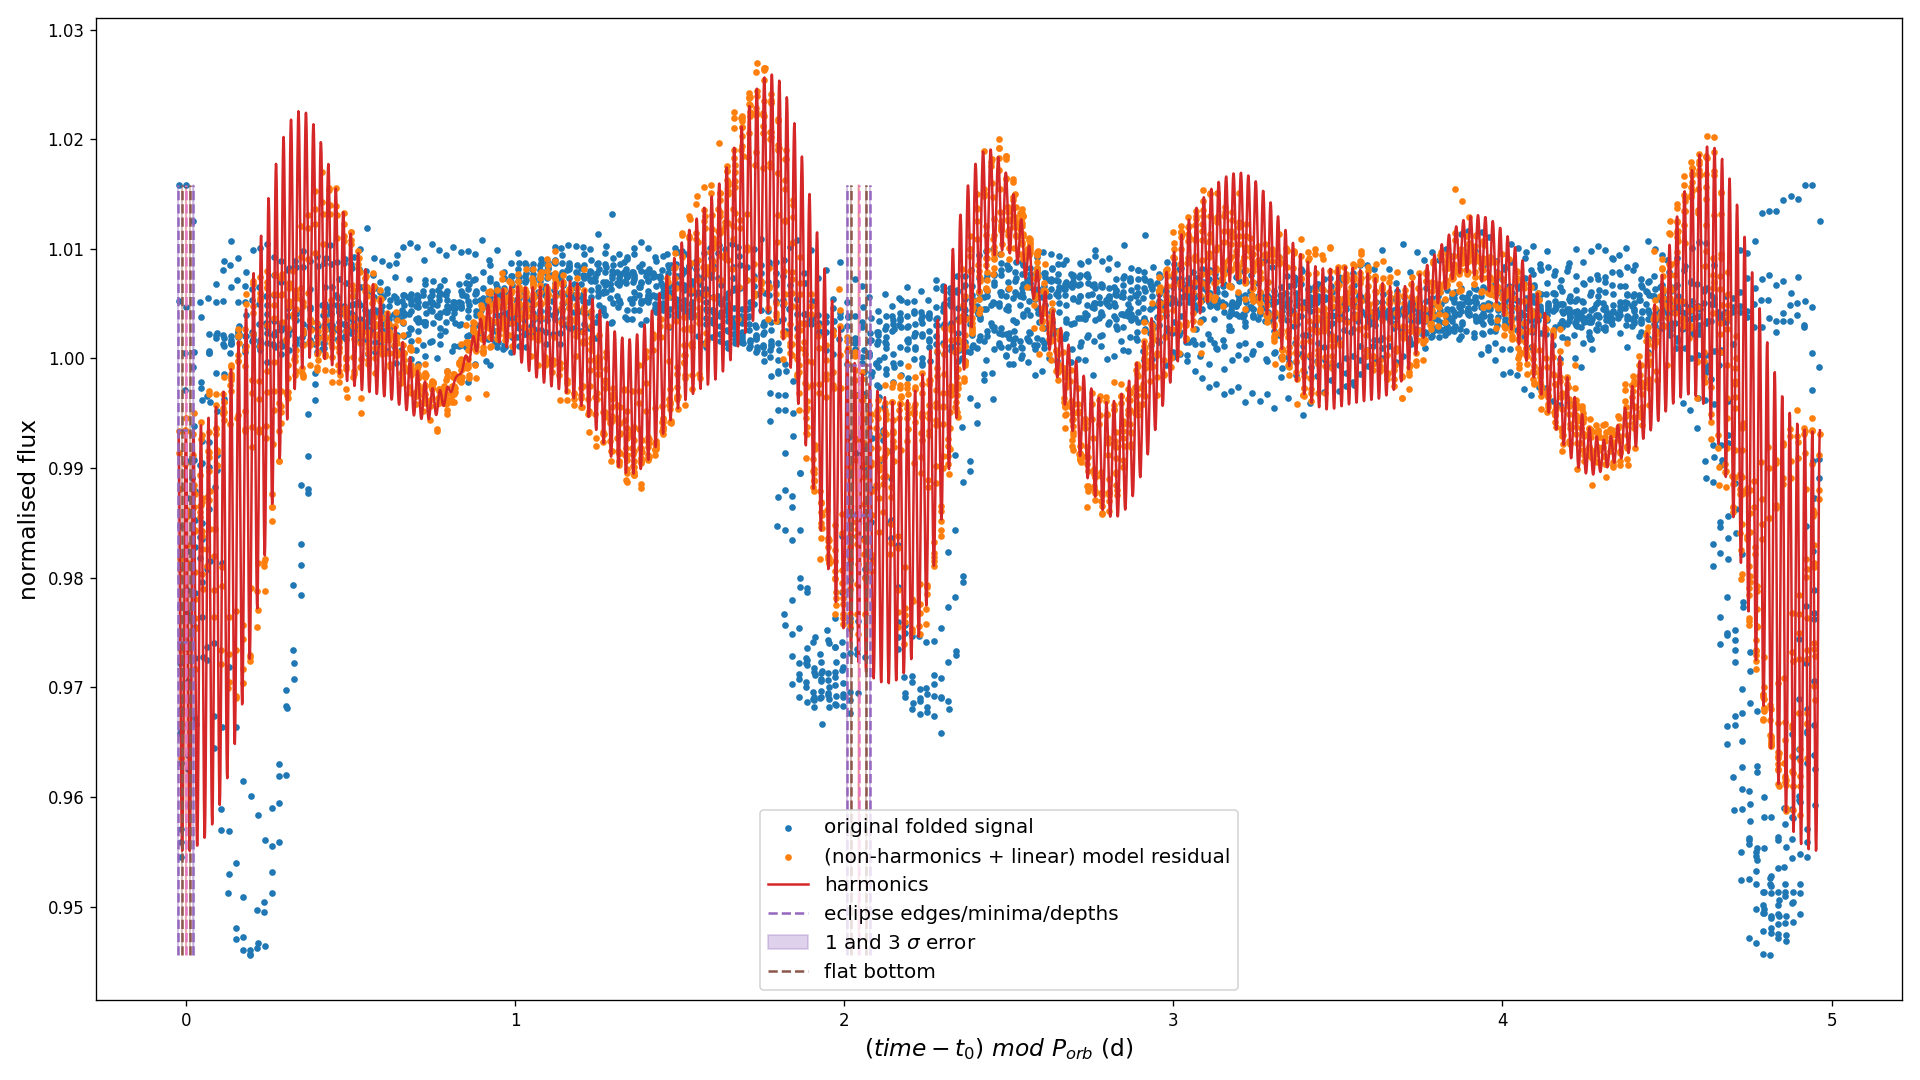 1.03
1.02
1.01
1.00
0.99
0.98
0.97
0.96
0.95
normalised flux
original folded signal
(non-harmonics + linear) model residual
harmonics
eclipse edges/minima/depths
1 and 3 σ error
flat bottom
0 1 2 3 4 5
(time − t₀) mod P_orb (d)